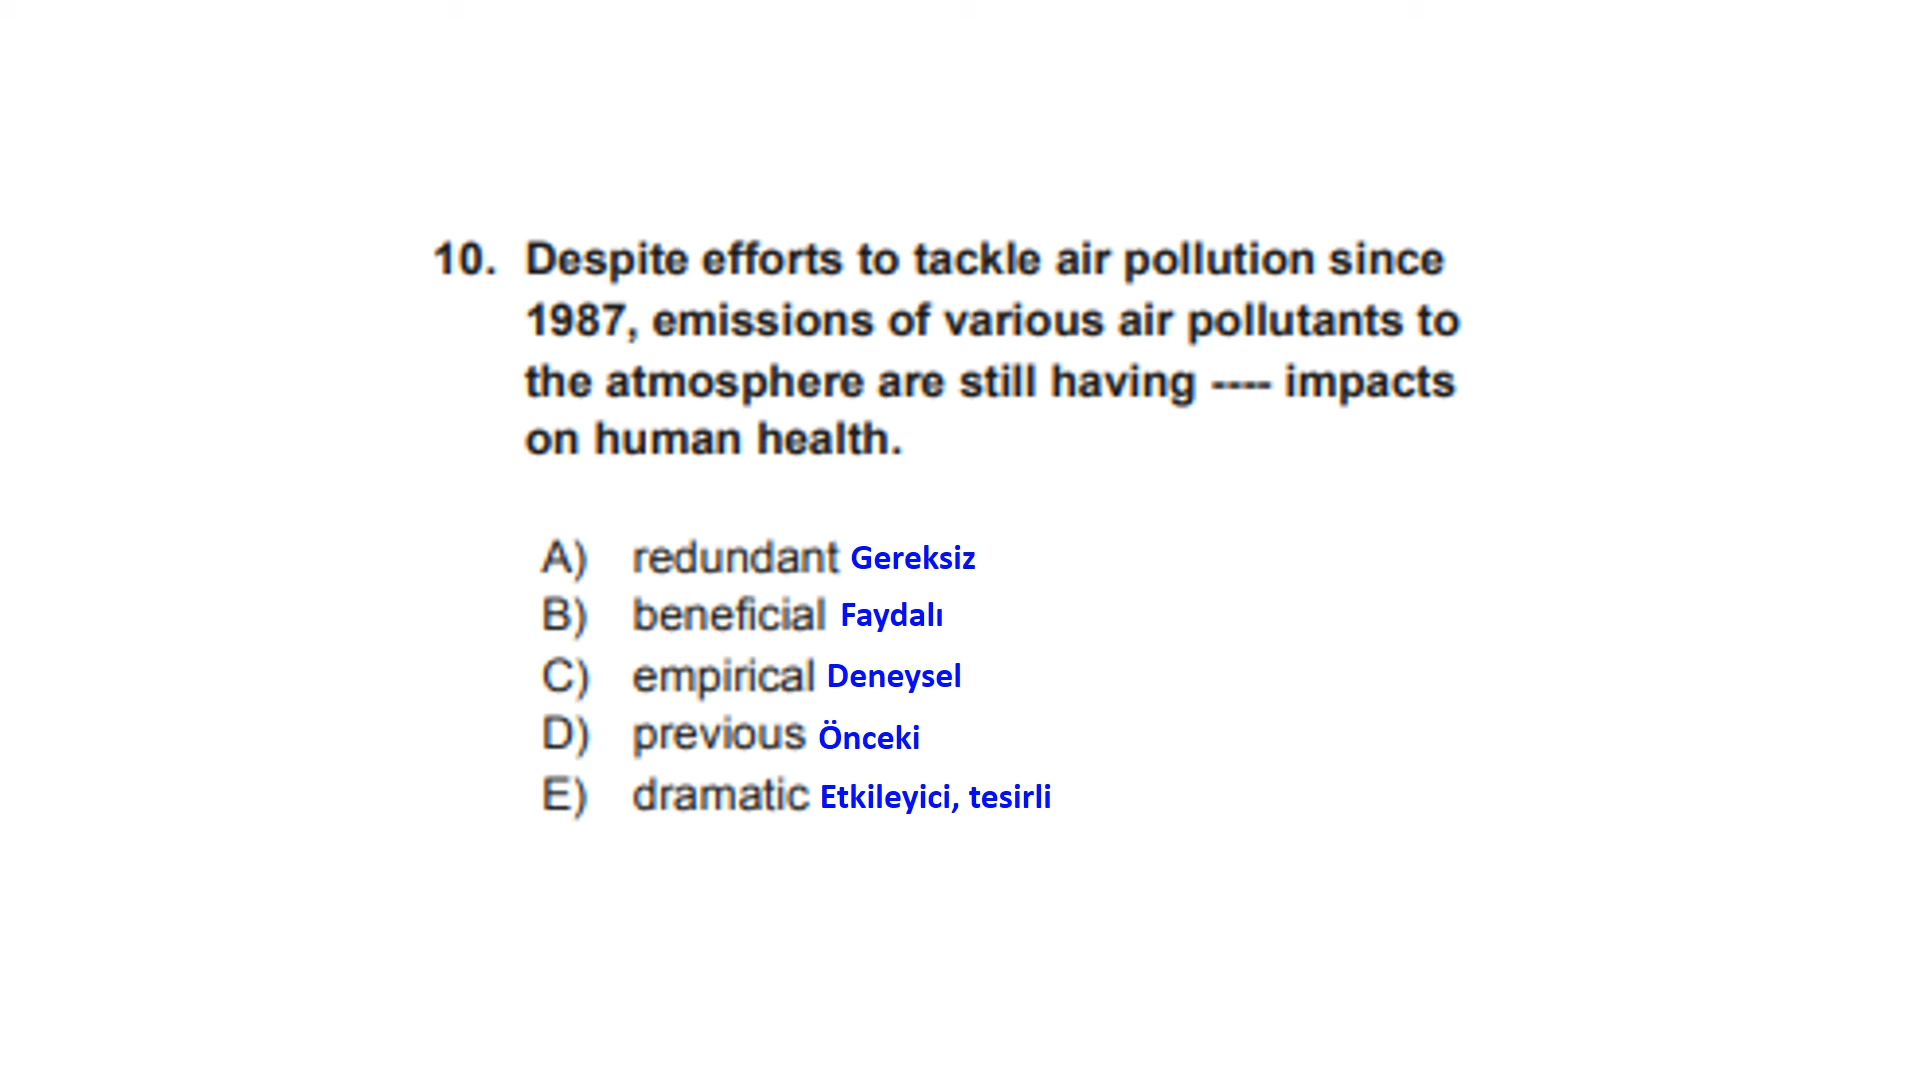 10. Despite efforts to tackle air pollution since
1987, emissions of various air pollutants to
the atmosphere are still having ---- impacts
on human health.
A) redundant Gereksiz
B) beneficial Faydalı
C) empirical Deneysel
D) previous Önceki
E) dramatic Etkileyici, tesirli